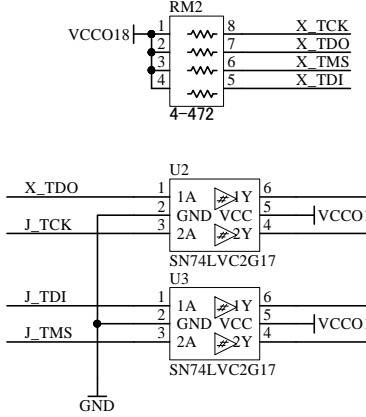 RM2
VCCO18
1 8 X_TCK
2 7 X_TDO
3 6 X_TMS
4 5 X_TDI
4-472
U2
X_TDO 1 1A 1Y 6
2 GND VCC 5 VCCO1
J_TCK 3 2A 2Y 4
SN74LVC2G17
U3
J_TDI 1 1A 1Y 6
2 GND VCC 5 VCCO1
J_TMS 3 2A 2Y 4
SN74LVC2G17
GND